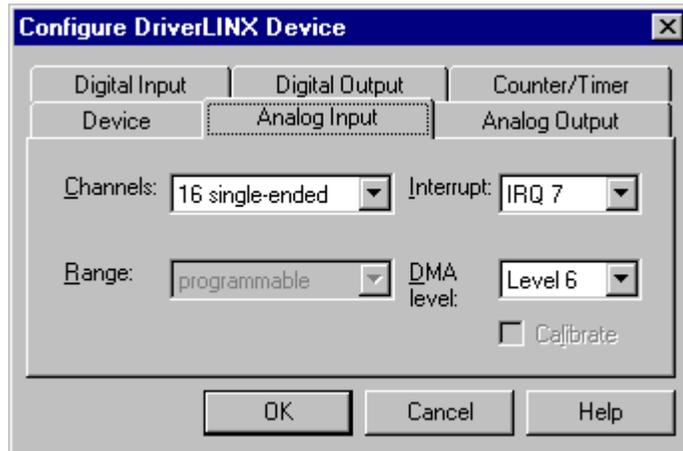 Configure DriverLINX Device
Digital Input Digital Output Counter/Timer
Device Analog Input Analog Output
Channels: 16 single-ended Interrupt: IRQ 7
Range: programmable DMA level: Level 6
Calibrate
OK Cancel Help